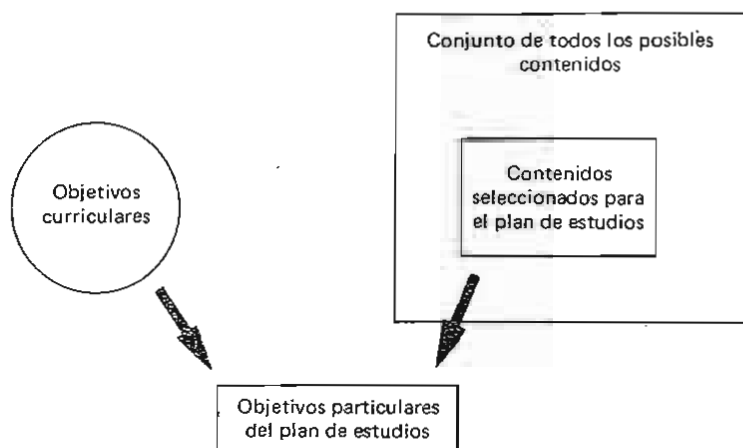 Conjunto de todos los posibles
contenidos
Objetivos
curriculares
Contenidos
seleccionados para
el plan de estudios
Objetivos particulares
del plan de estudios